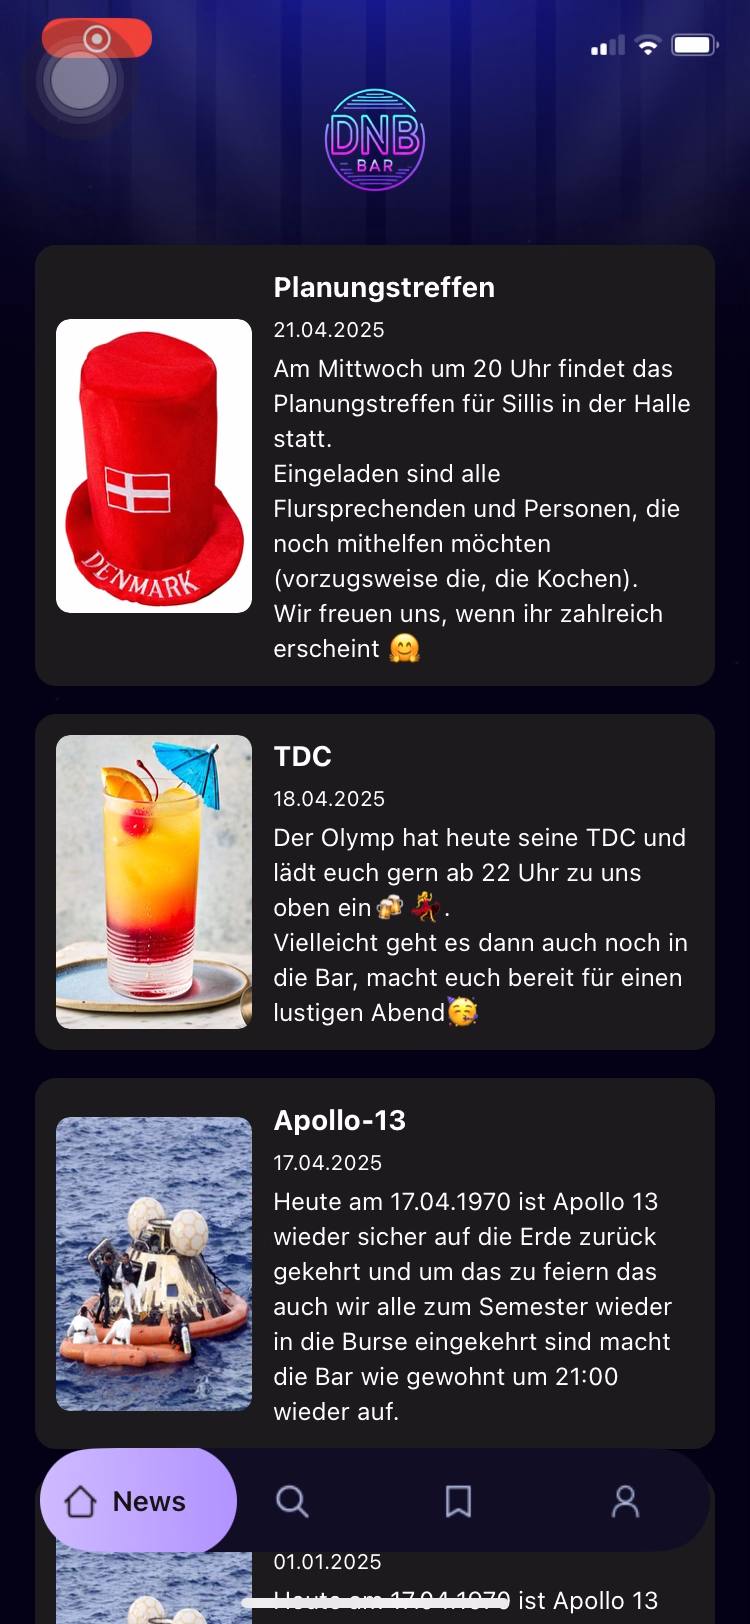 DNB
BAR
Planungstreffen
21.04.2025
Am Mittwoch um 20 Uhr findet das
Planungstreffen für Sillis in der Halle
statt.
Eingeladen sind alle
Flursprechenden und Personen, die
noch mithelfen möchten
(vorzugsweise die, die Kochen).
Wir freuen uns, wenn ihr zahlreich
erscheint 🤗
DENMARK
TDC
18.04.2025
Der Olymp hat heute seine TDC und
lädt euch gern ab 22 Uhr zu uns
oben ein🍻 💃.
Vielleicht geht es dann auch noch in
die Bar, macht euch bereit für einen
lustigen Abend🥳
Apollo-13
17.04.2025
Heute am 17.04.1970 ist Apollo 13
wieder sicher auf die Erde zurück
gekehrt und um das zu feiern das
auch wir alle zum Semester wieder
in die Burse eingekehrt sind macht
die Bar wie gewohnt um 21:00
wieder auf.
News
01.01.2025
Heute am 17.04.1970 ist Apollo 13